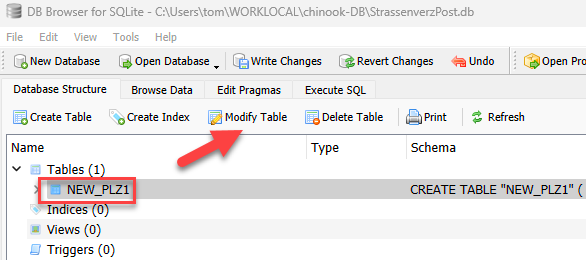 DB Browser for SQLite - C:\Users\tom\WORKLOCAL\chinook-DB\StrassenverzPost.db
File Edit View Tools Help
New Database Open Database Write Changes Revert Changes Undo Open Pro
Database Structure Browse Data Edit Pragmas Execute SQL
Create Table Create Index Modify Table Delete Table Print Refresh
Name Type Schema
Tables (1)
NEW_PLZ1 CREATE TABLE "NEW_PLZ1" (
Indices (0)
Views (0)
Triggers (0)